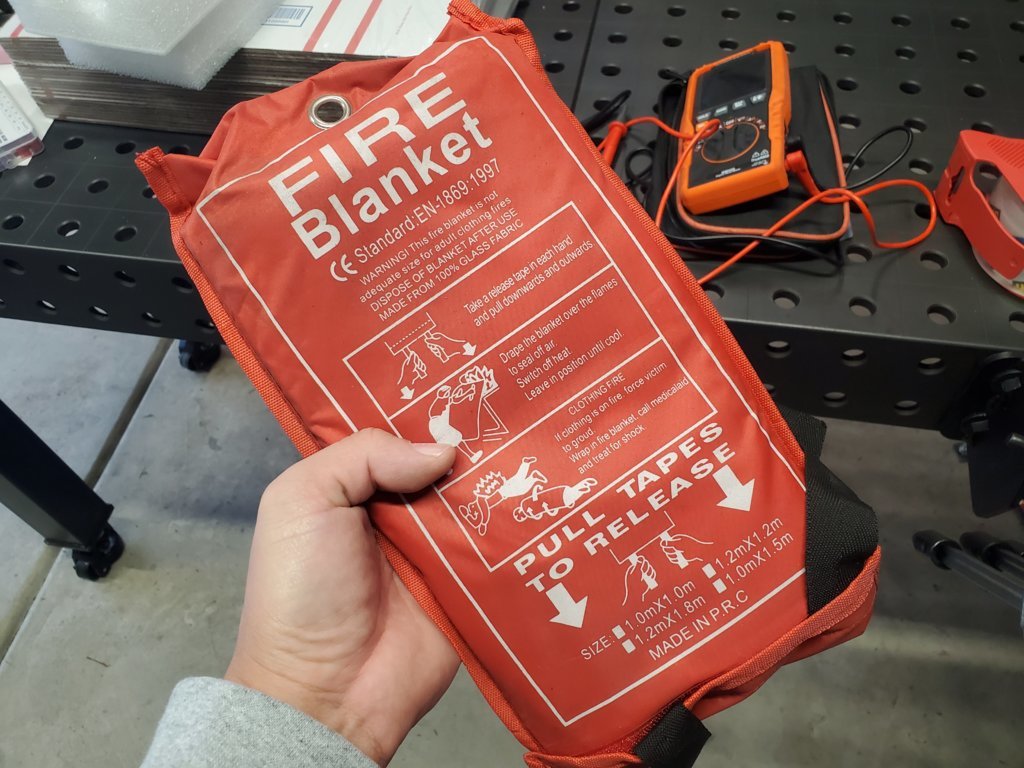 FIRE
Blanket
CE Standard:EN-1869:1997
WARNING! This fire blanket is not
adequate size for adult clothing fires
DISPOSE OF BLANKET AFTER USE
MADE FROM 100% GLASS FABRIC
Take a release tape in each hand
and pull downwards and outwards
Drape the blanket over the flames
to seal off air.
Switch off heat.
Leave in position until cool
CLOTHING FIRE
if clothing is on fire force victim
to groud.
Wrap in fire blanket, call medicalaid
and treat for shock.
PULL TAPES
TO RELEASE
SIZE: 1.0mX1.0m 1.2mX1.2m
1.2mX1.8m 1.0mX1.5m
MADE IN P.R.C